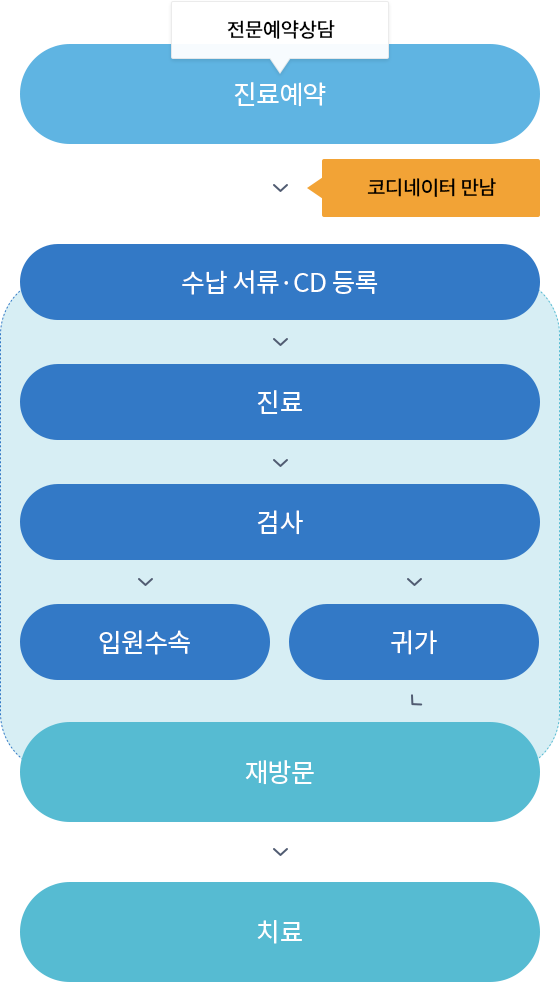 전문예약상담
진료예약
코디네이터 만남
수납 서류·CD 등록
진료
검사
입원수속
귀가
재방문
치료